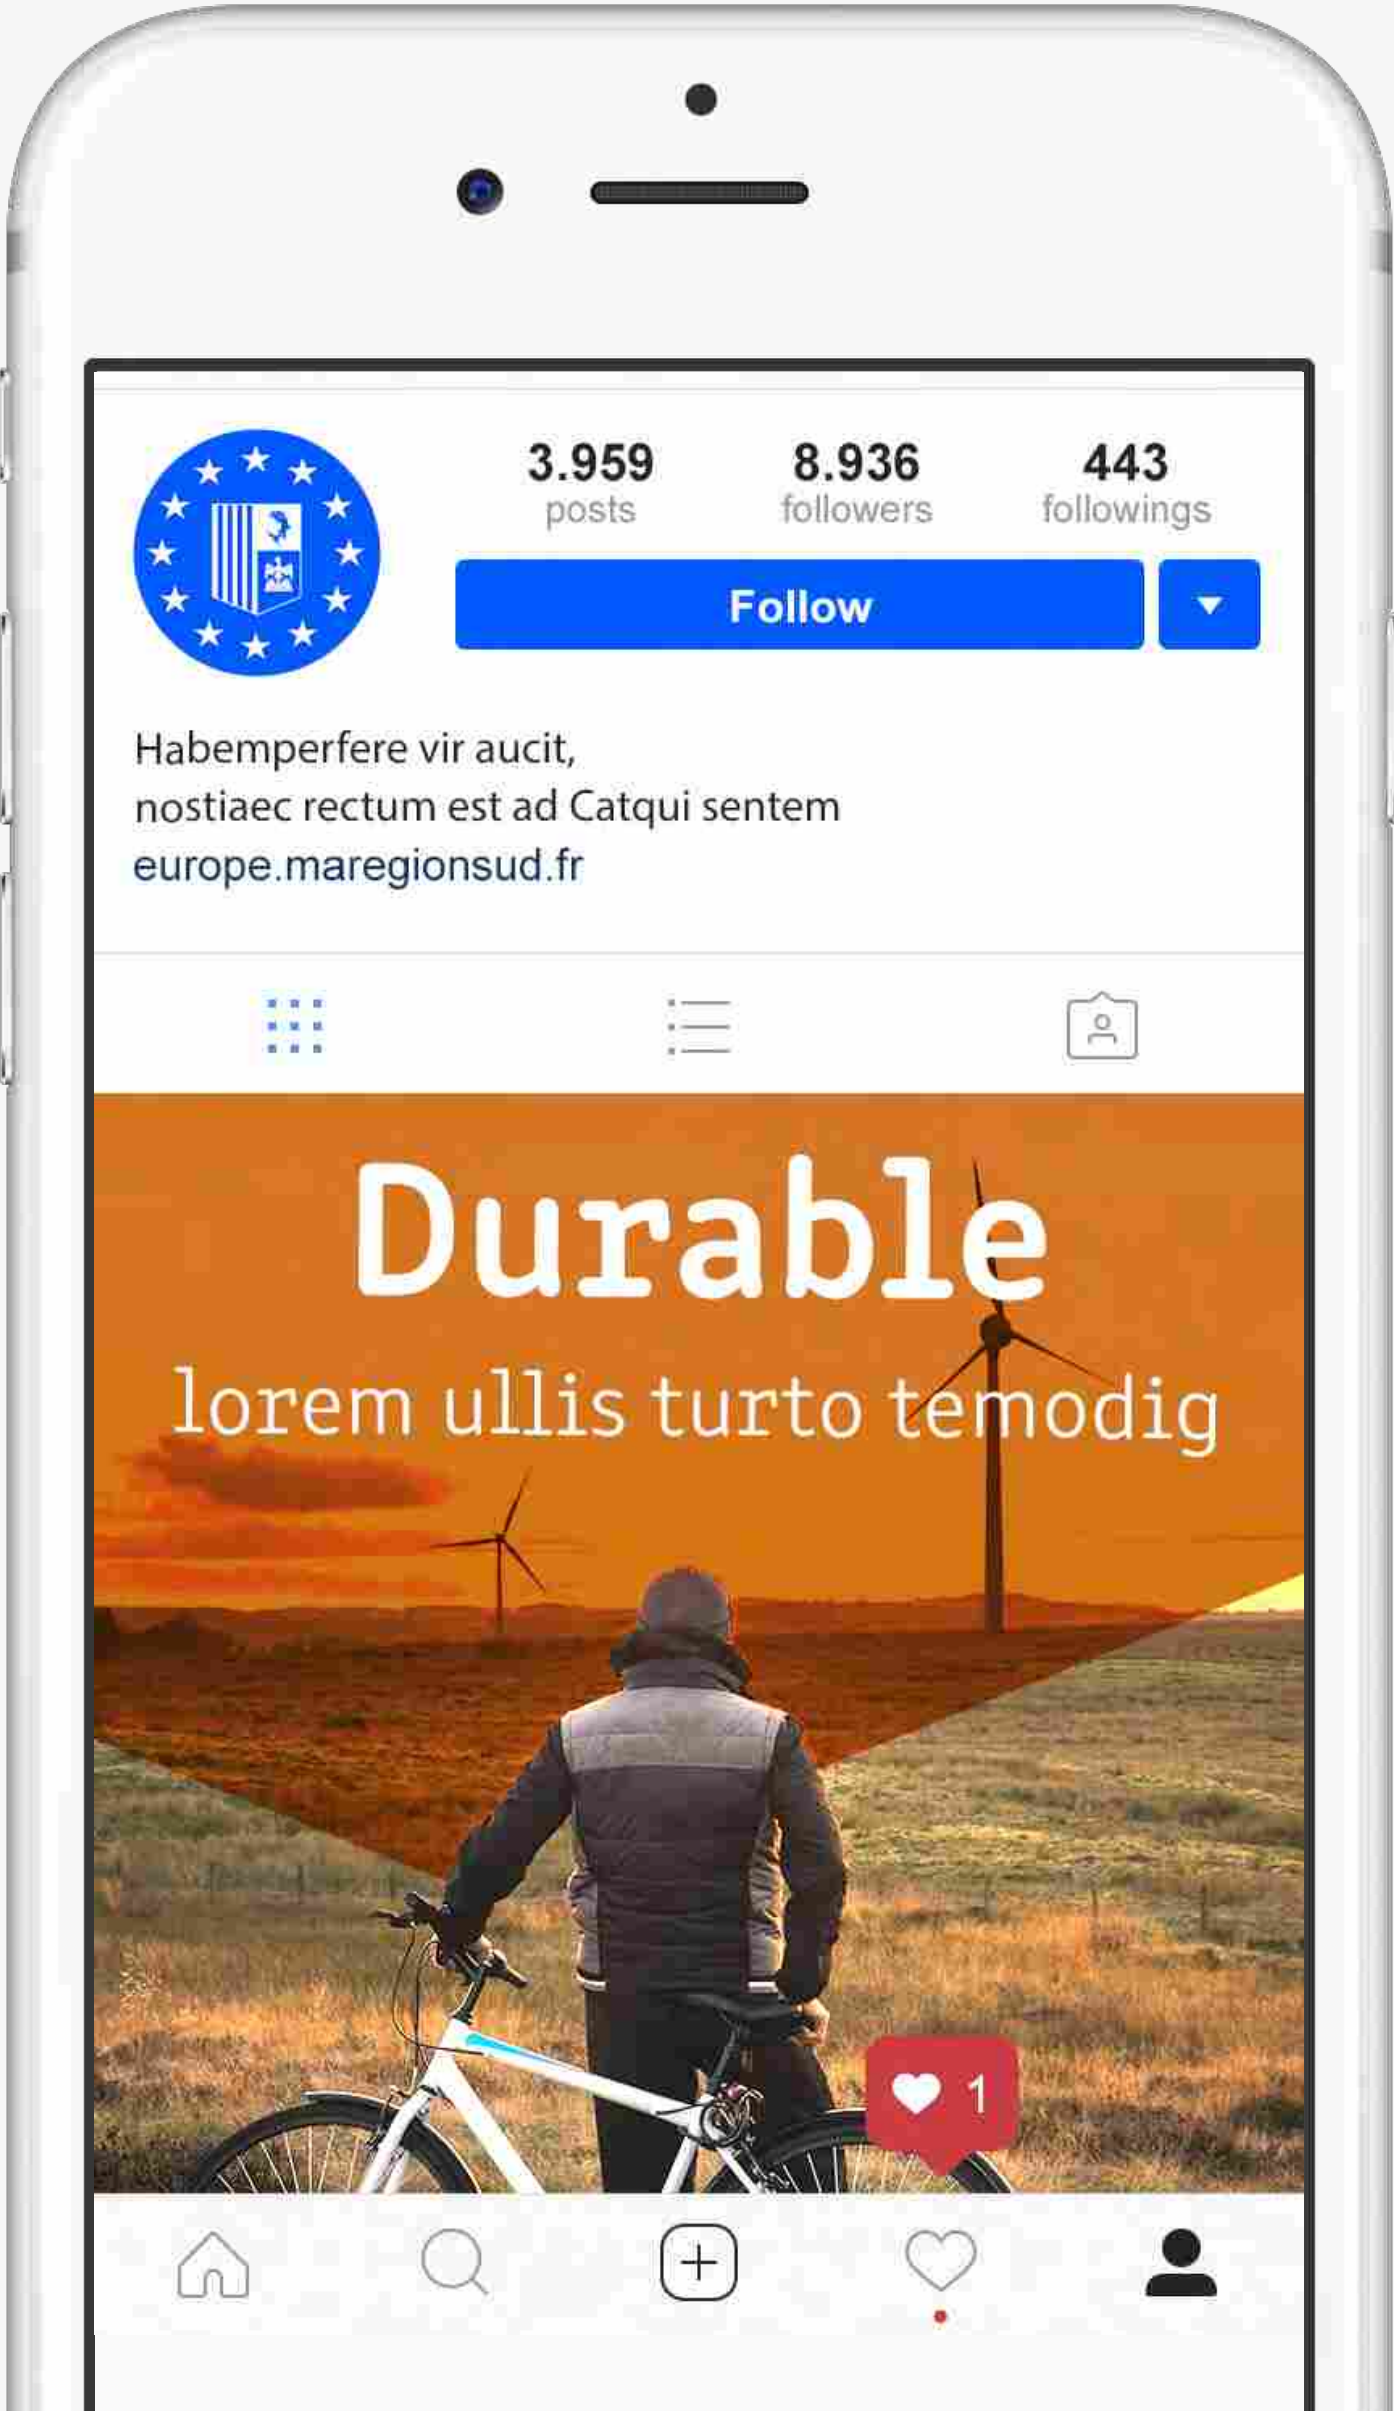 3.959 8.936 443
posts followers followings
Follow
Habemperfere vir aucit,
nostiaec rectum est ad Catqui sentem
europe.maregionsud.fr
Durable
lorem ullis turto temodig
1